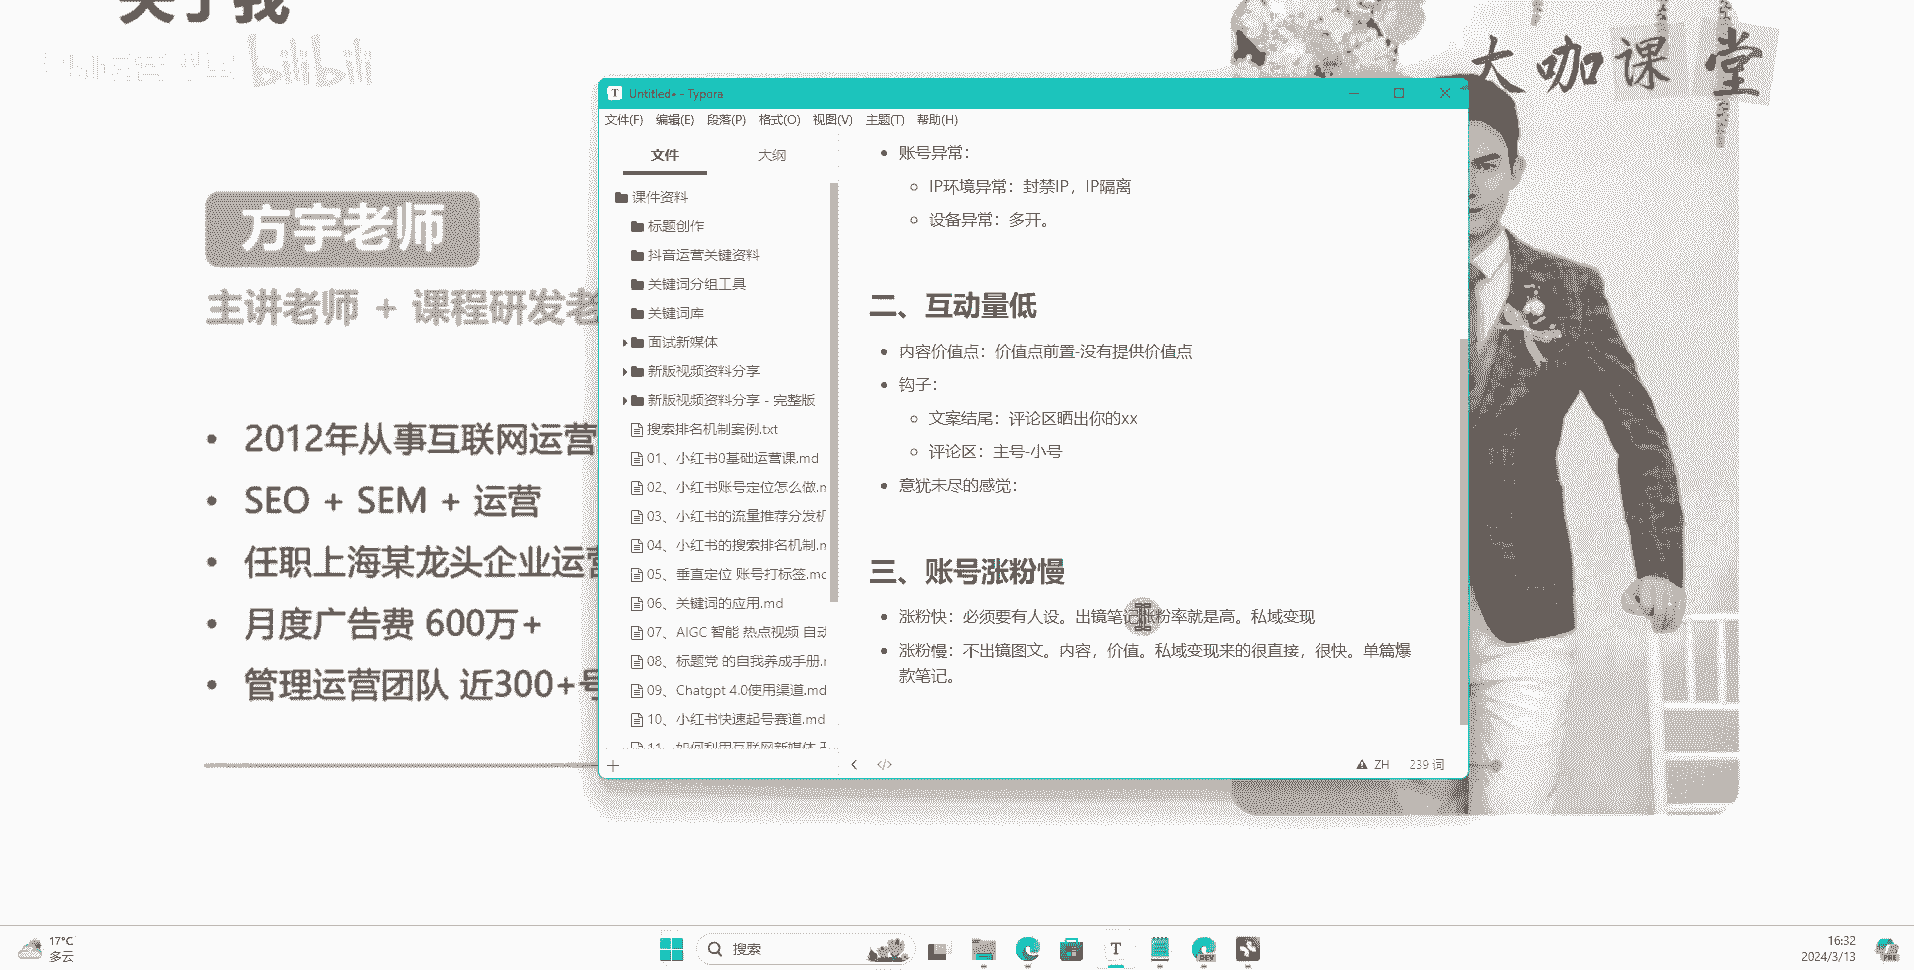 关于我
bilibili
大咖课堂
方宇老师
主讲老师 + 课程研发老
2012年从事互联网运营
SEO + SEM + 运营
任职上海某龙头企业运营
月度广告费 600万+
管理运营团队 近300+号
Untitled• - Typora
文件(F) 编辑(E) 段落(P) 格式(O) 视图(V) 主题(T) 帮助(H)
文件 大纲
课件资料
标题创作
抖音运营关键资料
关键词分组工具
关键词库
面试新媒体
新版视频资料分享
新版视频资料分享 - 完整版
搜索排名机制案例.txt
01、小红书0基础运营课.md
02、小红书账号定位怎么做.m
03、小红书的流量推荐分发机
04、小红书的搜索排名机制.m
05、垂直定位 账号打标签.mc
06、关键词的应用.md
07、AIGC 智能 热点视频 自动
08、标题党 的自我养成手册.m
09、Chatgpt 4.0使用渠道.md
10、小红书快速起号赛道.md
11、如何利用互联网新媒体
账号异常：
IP环境异常：封禁IP，IP隔离
设备异常：多开。
二、互动量低
内容价值点：价值点前置-没有提供价值点
钩子：
文案结尾：评论区晒出你的xx
评论区：主号-小号
意犹未尽的感觉：
三、账号涨粉慢
涨粉快：必须要有人设。出镜笔记涨粉率就是高。私域变现
涨粉慢：不出镜图文。内容，价值。私域变现来的很直接，很快。单篇爆
款笔记。
ZH 239 词
17°C
多云
搜索
T
DEV
16:32
2024/3/13
PRE